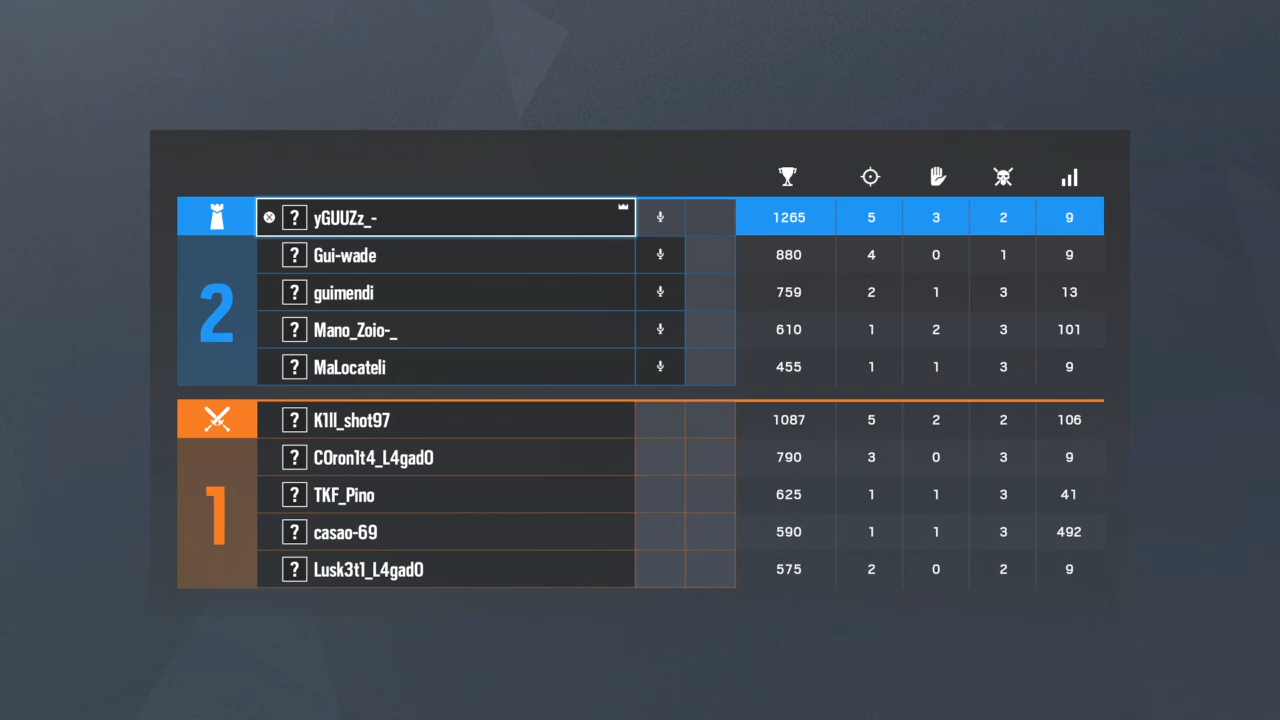 ? yGUUZz_- 1265 5 3 2 9
? Gui-wade 880 4 0 1 9
2
? guimendi 759 2 1 3 13
? Mano_Zoio-_ 610 1 2 3 101
? MaLocateli 455 1 1 3 9
? K1ll_shot97 1087 5 2 2 106
? C0ron1t4_L4gad0 790 3 0 3 9
1
? TKF_Pino 625 1 1 3 41
? casao-69 590 1 1 3 492
? Lusk3t1_L4gad0 575 2 0 2 9